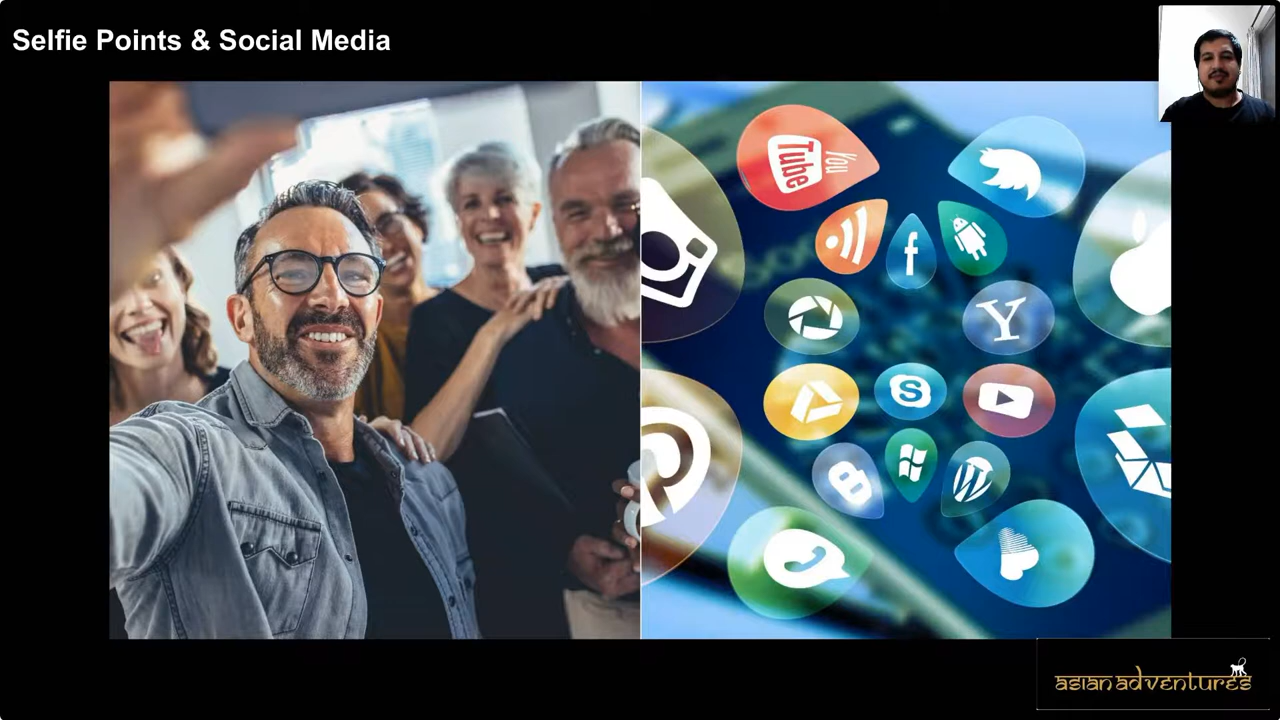 Selfie Points & Social Media
You
Tube
f
Y
S
asian adventures